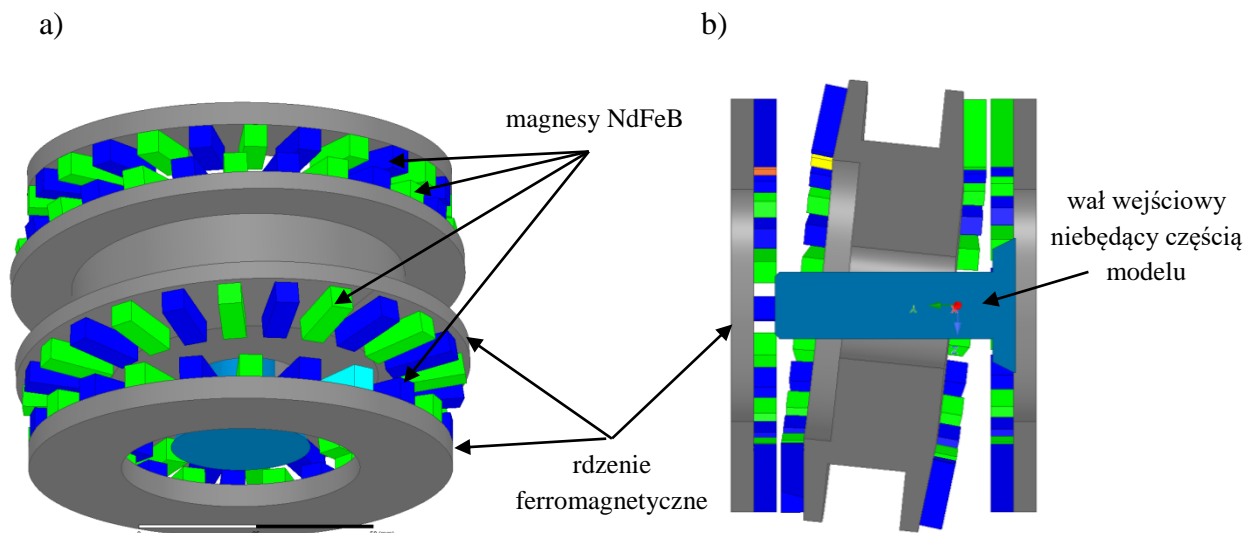 a)
b)
magnesy NdFeB
wał wejściowy
niebędący częścią
modelu
rdzenie
ferromagnetyczne